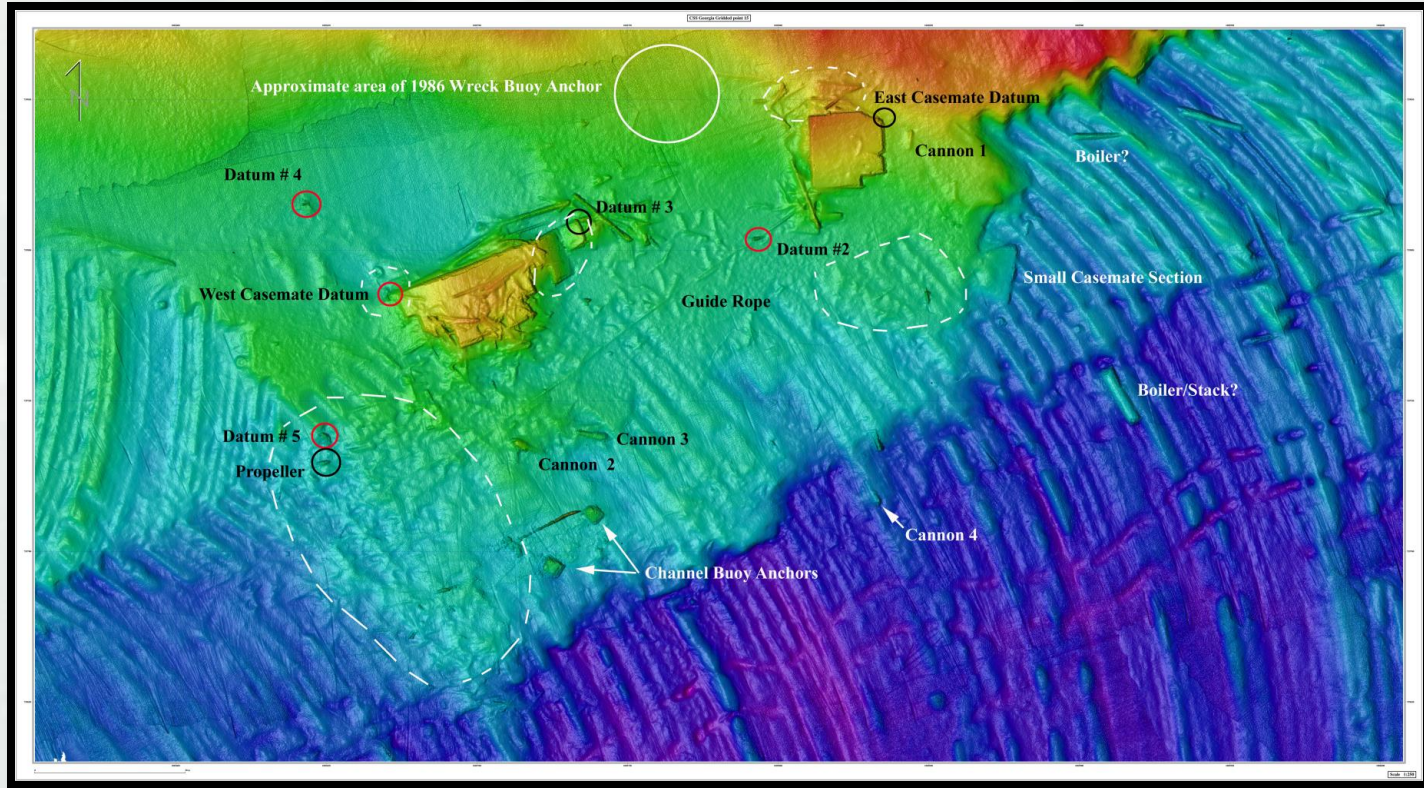 CSS Georgia Gridded point 25
N
Approximate area of 1986 Wreck Buoy Anchor
East Casemate Datum
Cannon 1
Boiler?
Datum # 4
Datum # 3
Datum #2
Small Casemate Section
West Casemate Datum
Guide Rope
Boiler/Stack?
Datum # 5
Cannon 3
Propeller
Cannon 2
Cannon 4
Channel Buoy Anchors
Scale 1:250